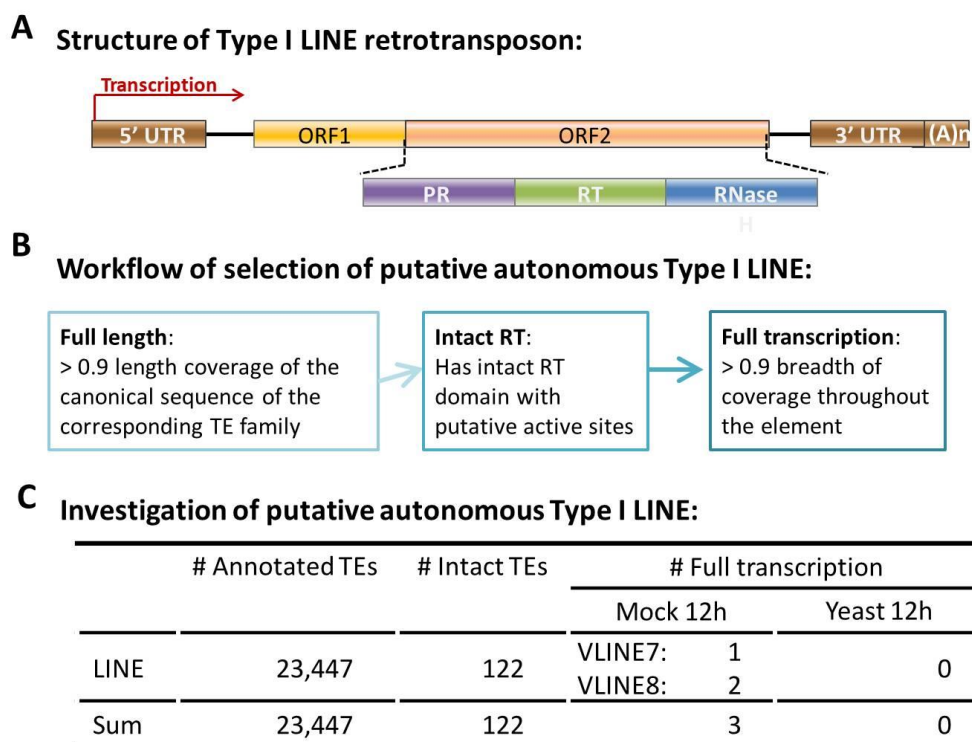 A
Structure of Type I LINE retrotransposon:
Transcription
5’ UTR
ORF1
ORF2
3’ UTR
(A)n
PR
RT
RNase
H
B
Workflow of selection of putative autonomous Type I LINE:
Full length:
> 0.9 length coverage of the
canonical sequence of the
corresponding TE family
Intact RT:
Has intact RT
domain with
putative active sites
Full transcription:
> 0.9 breadth of
coverage throughout
the element
C
Investigation of putative autonomous Type I LINE:
# Annotated TEs
# Intact TEs
# Full transcription
Mock 12h
Yeast 12h
LINE
23,447
122
VLINE7: 1
VLINE8: 2
0
Sum
23,447
122
3
0